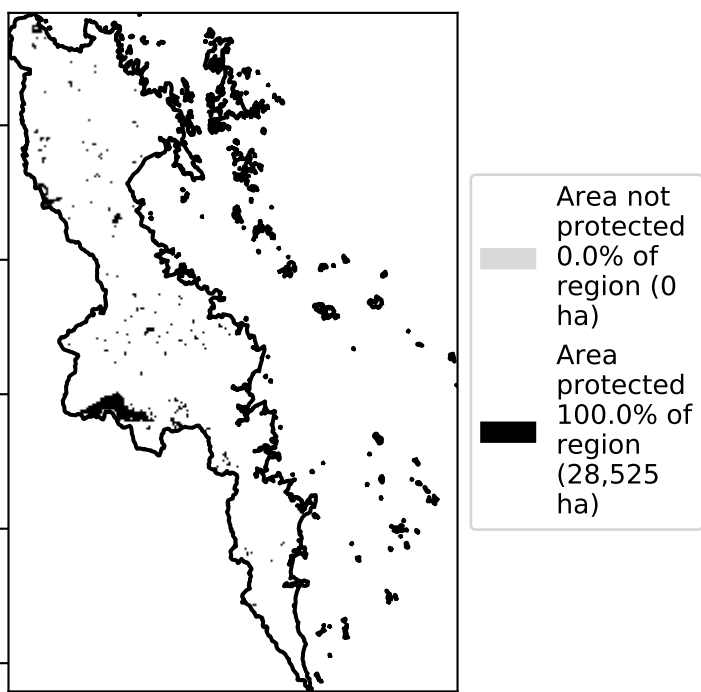 Area not
protected
0.0% of
region (0
ha)
Area
protected
100.0% of
region
(28,525
ha)